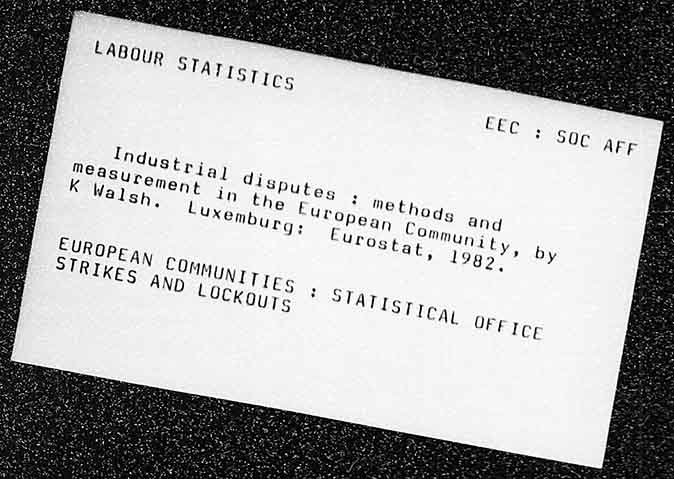 LABOUR STATISTICS
EEC : SOC AFF
Industrial disputes : methods and
measurement in the European Community, by
K Walsh. Luxemburg: Eurostat, 1982.
EUROPEAN COMMUNITIES : STATISTICAL OFFICE
STRIKES AND LOCKOUTS